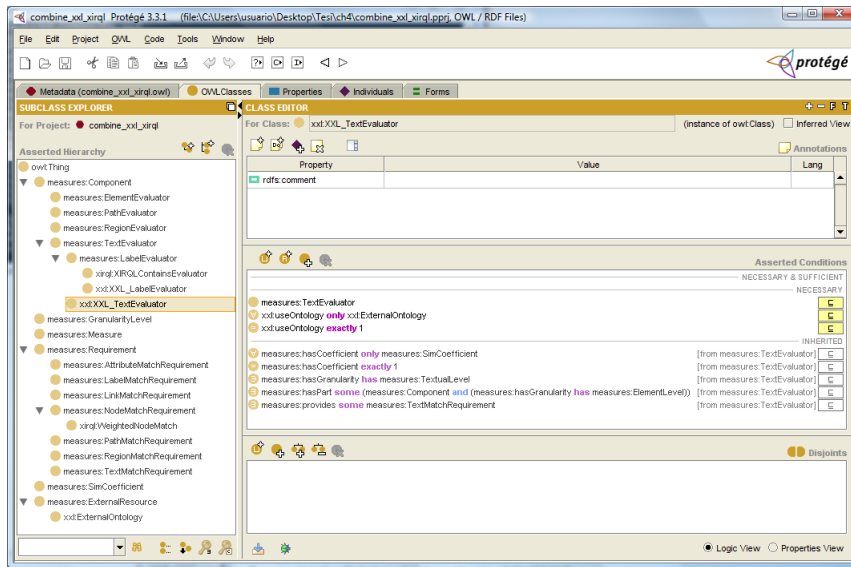 combine_xxl_xirql Protégé 3.3.1 (file:\C:\Users\usuario\Desktop\Tesi\ch4\combine_xxl_xirql.pprj, OWL / RDF Files)
File Edit Project OWL Code Tools Window Help
protégé
Metadata (combine_xxl_xirql.owl) OWLClasses Properties Individuals Forms
SUBCLASS EXPLORER
For Project: combine_xxl_xirql
Asserted Hierarchy
owl:Thing
measures:Component
measures:ElementEvaluator
measures:PathEvaluator
measures:RegionEvaluator
measures:TextEvaluator
measures:LabelEvaluator
xirql:XIRQLContainsEvaluator
xxl:XXL_LabelEvaluator
xxl:XXL_TextEvaluator
measures:GranularityLevel
measures:Measure
measures:Requirement
measures:AttributeMatchRequirement
measures:LabelMatchRequirement
measures:LinkMatchRequirement
measures:NodeMatchRequirement
xirql:WeightedNodeMatch
measures:PathMatchRequirement
measures:RegionMatchRequirement
measures:TextMatchRequirement
measures:SimCoefficient
measures:ExternalResource
xxl:ExternalOntology
CLASS EDITOR
For Class: xxl:XXL_TextEvaluator (instance of owl:Class) Inferred View
Annotations
Property Value Lang
rdfs:comment
Asserted Conditions
NECESSARY & SUFFICIENT
NECESSARY
measures:TextEvaluator
xxl:useOntology only xxl:ExternalOntology
xxl:useOntology exactly 1
INHERITED
measures:hasCoefficient only measures:SimCoefficient [from measures:TextEvaluator]
measures:hasCoefficient exactly 1 [from measures:TextEvaluator]
measures:hasGranularity has measures:TextualLevel [from measures:TextEvaluator]
measures:hasPart some (measures:Component and (measures:hasGranularity has measures:ElementLevel)) [from measures:TextEvaluator]
measures:provides some measures:TextMatchRequirement [from measures:TextEvaluator]
Disjoints
Logic View Properties View